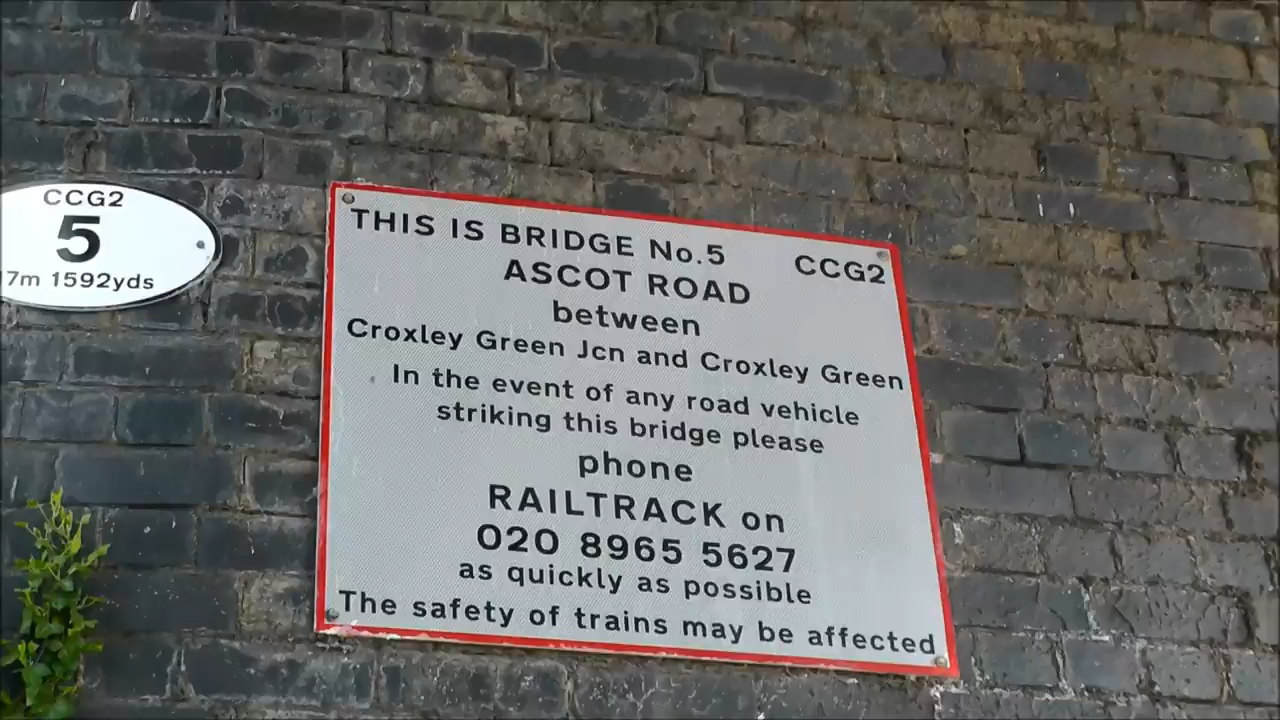 CCG2
5
7m 1592yds
THIS IS BRIDGE No.5 CCG2
ASCOT ROAD
between
Croxley Green Jcn and Croxley Green
In the event of any road vehicle
striking this bridge please
phone
RAILTRACK on
020 8965 5627
as quickly as possible
The safety of trains may be affected